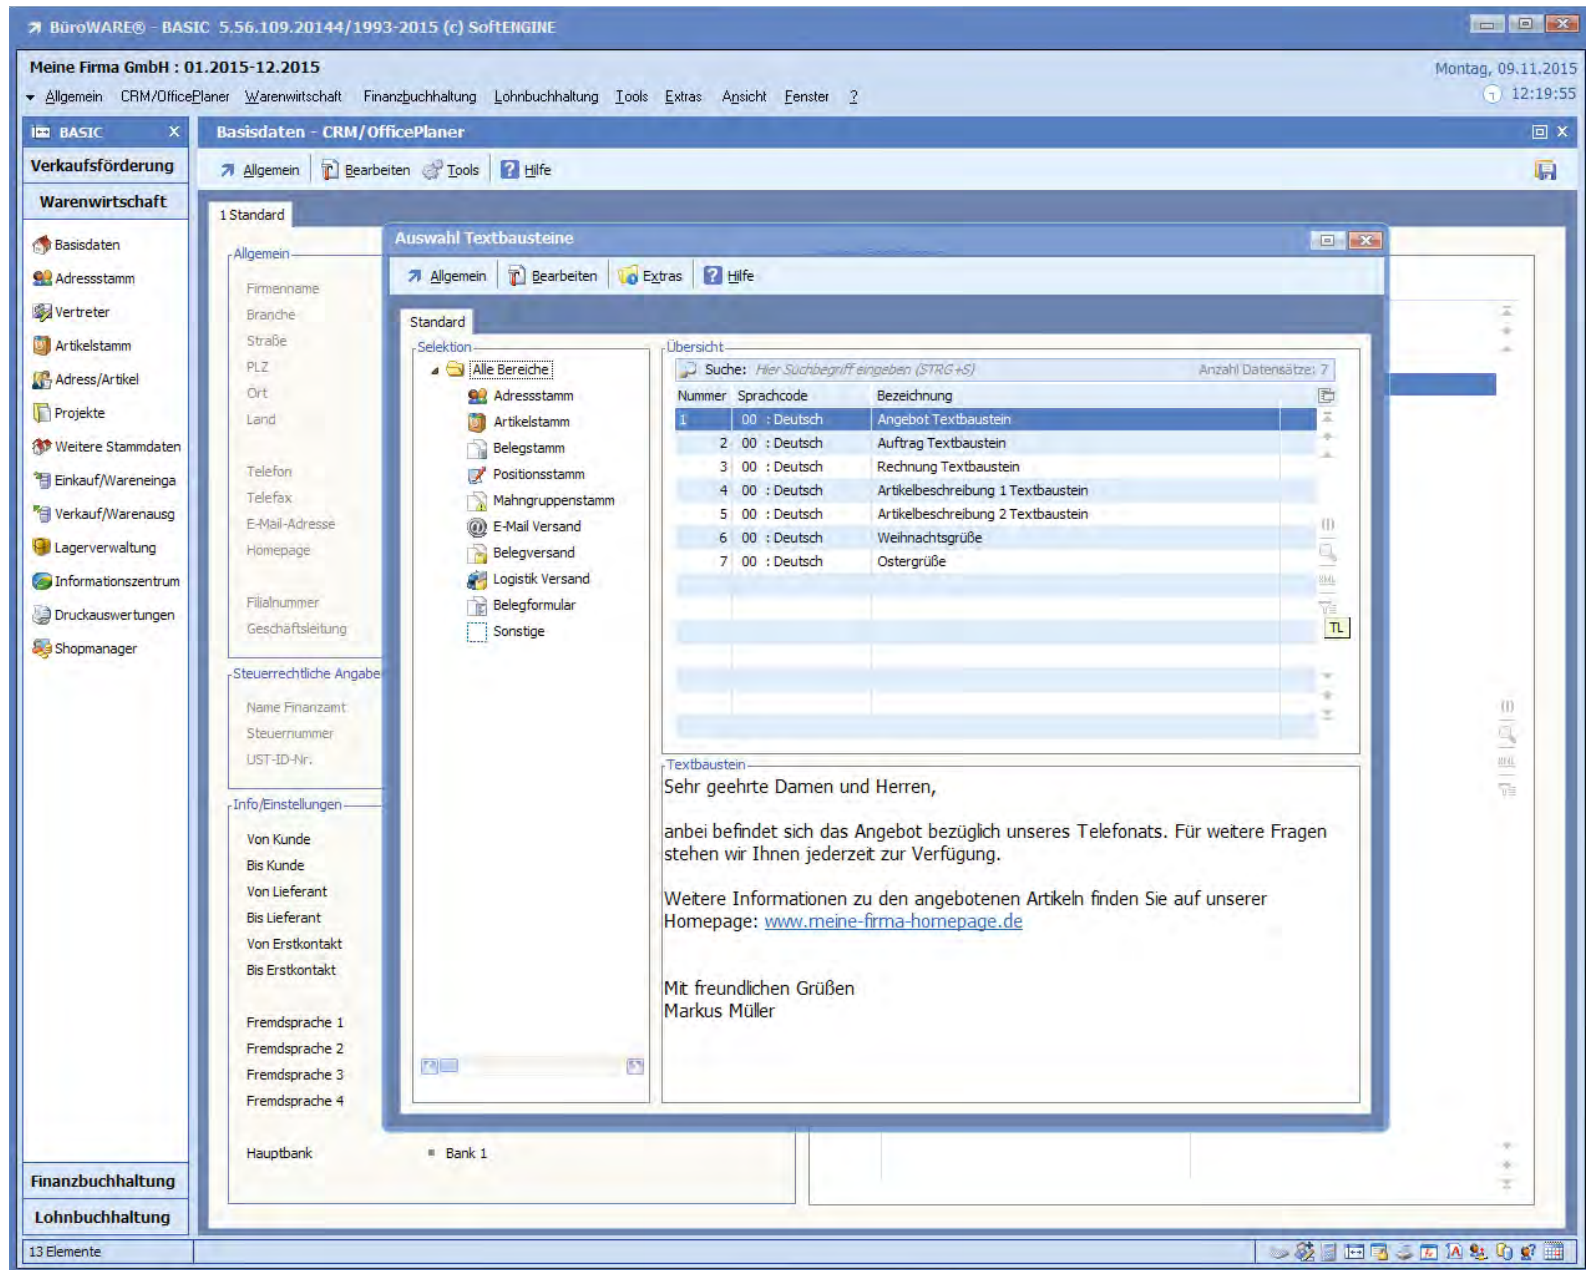 BüroWARE® - BASIC 5.56.109.20144/1993-2015 (c) SoftENGINE
Meine Firma GmbH : 01.2015-12.2015
Montag, 09.11.2015
Allgemein CRM/OfficePlaner Warenwirtschaft Finanzbuchhaltung Lohnbuchhaltung Tools Extras Ansicht Fenster ?
12:19:55
BASIC X
Basisdaten - CRM/OfficePlaner
Verkaufsförderung
Allgemein Bearbeiten Tools Hilfe
Warenwirtschaft
Basisdaten
Adressstamm
Vertreter
Artikelstamm
Adress/Artikel
Projekte
Weitere Stammdaten
Einkauf/Wareneinga
Verkauf/Warenausg
Lagerverwaltung
Informationszentrum
Druckauswertungen
Shopmanager
Finanzbuchhaltung
Lohnbuchhaltung
13 Elemente
1 Standard
Allgemein
Firmenname
Branche
Straße
PLZ
Ort
Land
Telefon
Telefax
E-Mail-Adresse
Homepage
Filialnummer
Geschäftsleitung
Steuerrechtliche Angabe
Name Finanzamt
Steuernummer
UST-ID-Nr.
Info/Einstellungen
Von Kunde
Bis Kunde
Von Lieferant
Bis Lieferant
Von Erstkontakt
Bis Erstkontakt
Fremdsprache 1
Fremdsprache 2
Fremdsprache 3
Fremdsprache 4
Hauptbank Bank 1
Auswahl Textbausteine
Allgemein Bearbeiten Extras Hilfe
Standard
Selektion
Alle Bereiche
Adressstamm
Artikelstamm
Belegstamm
Positionsstamm
Mahngruppenstamm
E-Mail Versand
Belegversand
Logistik Versand
Belegformular
Sonstige
Übersicht
Suche: Hier Suchbegriff eingeben (STRG+S) Anzahl Datensätze: 7
Nummer Sprachcode Bezeichnung
1 00 : Deutsch Angebot Textbaustein
2 00 : Deutsch Auftrag Textbaustein
3 00 : Deutsch Rechnung Textbaustein
4 00 : Deutsch Artikelbeschreibung 1 Textbaustein
5 00 : Deutsch Artikelbeschreibung 2 Textbaustein
6 00 : Deutsch Weihnachtsgrüße
7 00 : Deutsch Ostergrüße
TL
Textbaustein
Sehr geehrte Damen und Herren,
anbei befindet sich das Angebot bezüglich unseres Telefonats. Für weitere Fragen
stehen wir Ihnen jederzeit zur Verfügung.
Weitere Informationen zu den angebotenen Artikeln finden Sie auf unserer
Homepage: www.meine-firma-homepage.de
Mit freundlichen Grüßen
Markus Müller